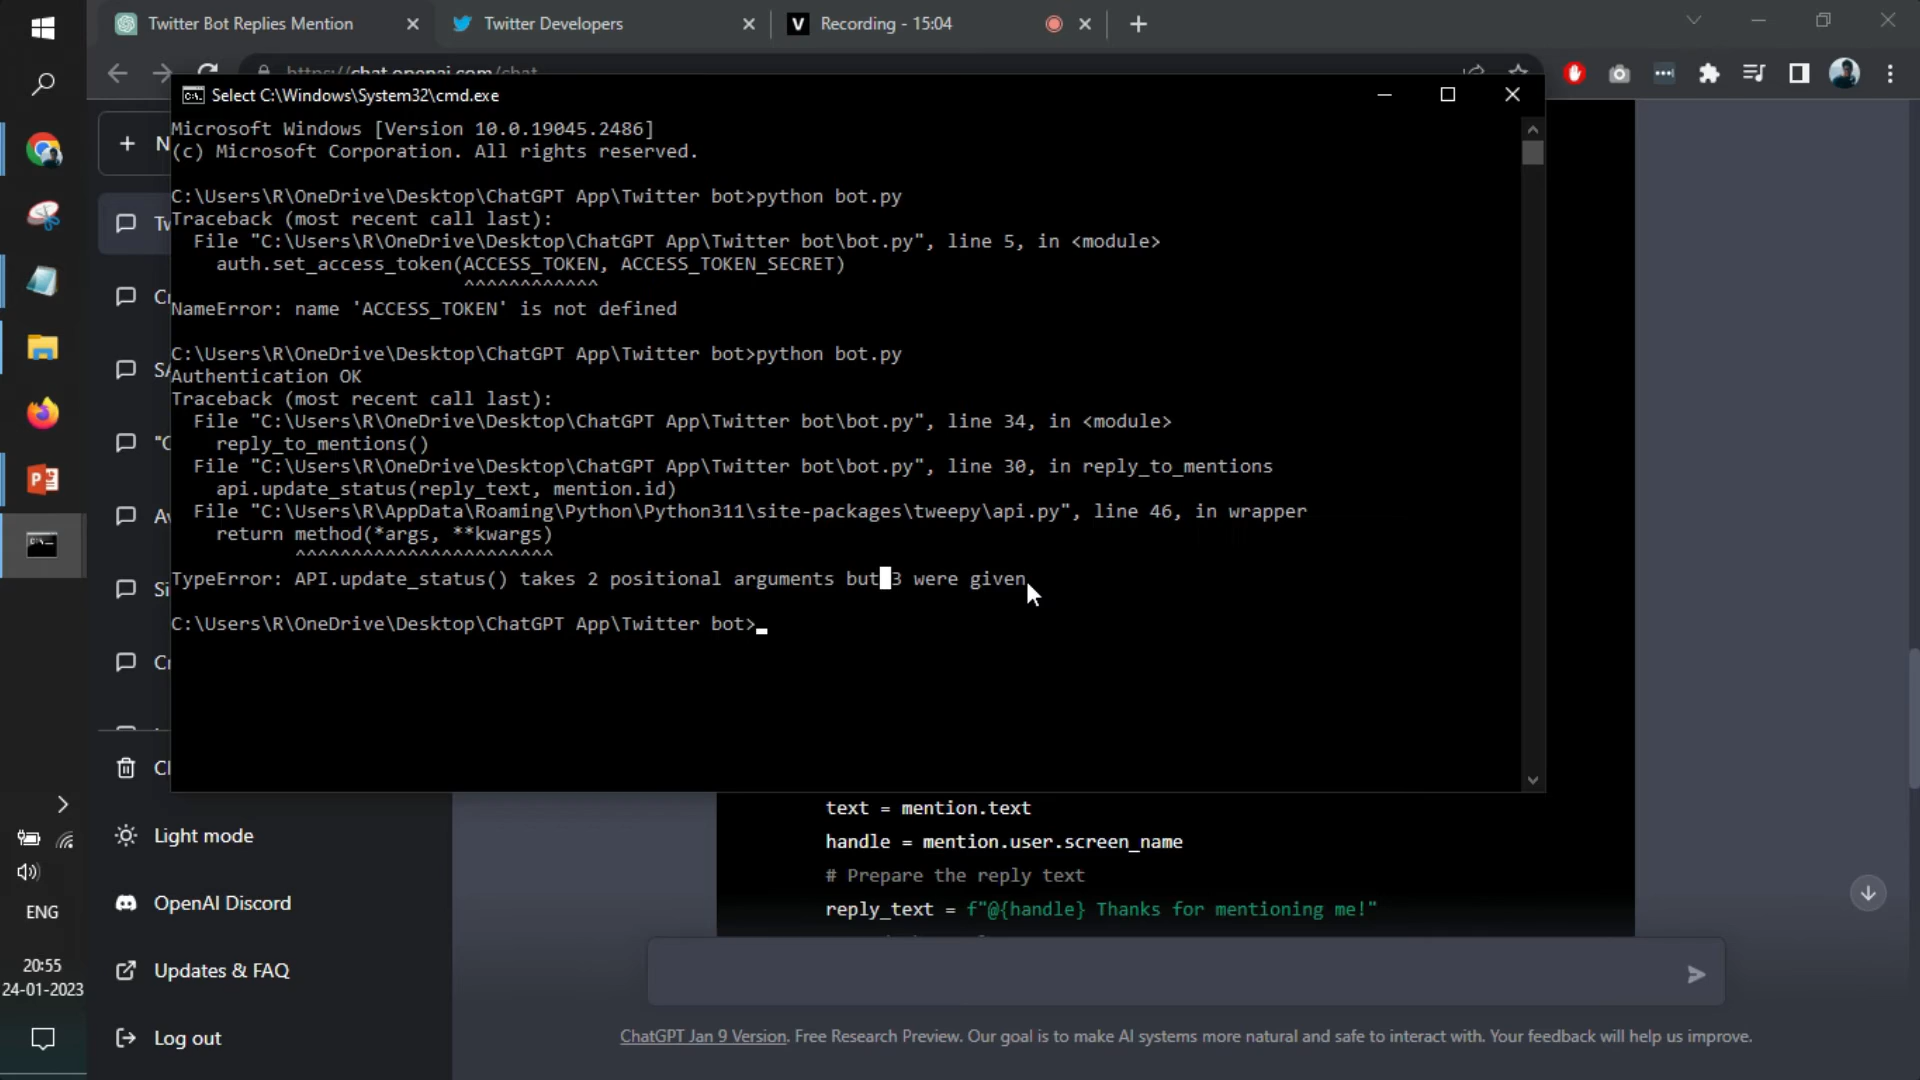 Twitter Bot Replies Mention
Twitter Developers
Recording - 15:04
https://chat.openai.com/chat
Select C:\Windows\System32\cmd.exe
Microsoft Windows [Version 10.0.19045.2486]
(c) Microsoft Corporation. All rights reserved.
C:\Users\R\OneDrive\Desktop\ChatGPT App\Twitter bot>python bot.py
Traceback (most recent call last):
File "C:\Users\R\OneDrive\Desktop\ChatGPT App\Twitter bot\bot.py", line 5, in <module>
auth.set_access_token(ACCESS_TOKEN, ACCESS_TOKEN_SECRET)
^^^^^^^^^^^^
NameError: name 'ACCESS_TOKEN' is not defined
C:\Users\R\OneDrive\Desktop\ChatGPT App\Twitter bot>python bot.py
Authentication OK
Traceback (most recent call last):
File "C:\Users\R\OneDrive\Desktop\ChatGPT App\Twitter bot\bot.py", line 34, in <module>
reply_to_mentions()
File "C:\Users\R\OneDrive\Desktop\ChatGPT App\Twitter bot\bot.py", line 30, in reply_to_mentions
api.update_status(reply_text, mention.id)
File "C:\Users\R\AppData\Roaming\Python\Python311\site-packages\tweepy\api.py", line 46, in wrapper
return method(*args, **kwargs)
^^^^^^^^^^^^^^^^^^^^^^^
TypeError: API.update_status() takes 2 positional arguments but 3 were given
C:\Users\R\OneDrive\Desktop\ChatGPT App\Twitter bot>
text = mention.text
handle = mention.user.screen_name
# Prepare the reply text
reply_text = f"@{handle} Thanks for mentioning me!"
Light mode
OpenAI Discord
Updates & FAQ
Log out
ChatGPT Jan 9 Version. Free Research Preview. Our goal is to make AI systems more natural and safe to interact with. Your feedback will help us improve.
ENG
20:55
24-01-2023